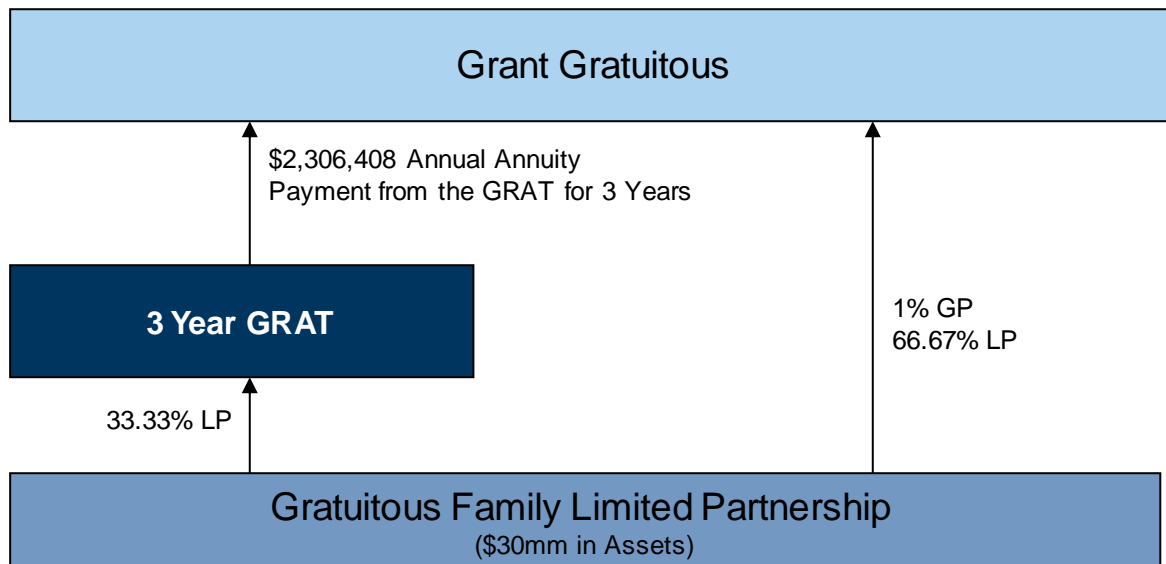 Grant Gratuitous
$2,306,408 Annual Annuity
Payment from the GRAT for 3 Years
3 Year GRAT
1% GP
66.67% LP
33.33% LP
Gratuitous Family Limited Partnership
($30mm in Assets)